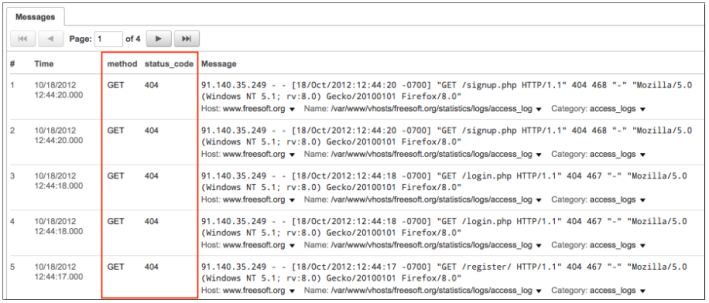 Messages
Page: 1 of 4
# Time method status_code Message
1 10/18/2012 GET 404 91.140.35.249 - - [18/Oct/2012:12:44:20 -0700] "GET /signup.php HTTP/1.1" 404 468 "-" "Mozilla/5.0
12:44:20.000 (Windows NT 5.1; rv:8.0) Gecko/20100101 Firefox/8.0"
Host: www.freesoft.org ▼ Name: /var/www/vhosts/freesoft.org/statistics/logs/access_log ▼ Category: access_logs ▼
2 10/18/2012 GET 404 91.140.35.249 - - [18/Oct/2012:12:44:20 -0700] "GET /signup.php HTTP/1.1" 404 468 "-" "Mozilla/5.0
12:44:20.000 (Windows NT 5.1; rv:8.0) Gecko/20100101 Firefox/8.0"
Host: www.freesoft.org ▼ Name: /var/www/vhosts/freesoft.org/statistics/logs/access_log ▼ Category: access_logs ▼
3 10/18/2012 GET 404 91.140.35.249 - - [18/Oct/2012:12:44:18 -0700] "GET /login.php HTTP/1.1" 404 467 "-" "Mozilla/5.0
12:44:18.000 (Windows NT 5.1; rv:8.0) Gecko/20100101 Firefox/8.0"
Host: www.freesoft.org ▼ Name: /var/www/vhosts/freesoft.org/statistics/logs/access_log ▼ Category: access_logs ▼
4 10/18/2012 GET 404 91.140.35.249 - - [18/Oct/2012:12:44:18 -0700] "GET /login.php HTTP/1.1" 404 467 "-" "Mozilla/5.0
12:44:18.000 (Windows NT 5.1; rv:8.0) Gecko/20100101 Firefox/8.0"
Host: www.freesoft.org ▼ Name: /var/www/vhosts/freesoft.org/statistics/logs/access_log ▼ Category: access_logs ▼
5 10/18/2012 GET 404 91.140.35.249 - - [18/Oct/2012:12:44:17 -0700] "GET /register/ HTTP/1.1" 404 467 "-" "Mozilla/5.0
12:44:17.000 (Windows NT 5.1; rv:8.0) Gecko/20100101 Firefox/8.0"
Host: www.freesoft.org ▼ Name: /var/www/vhosts/freesoft.org/statistics/logs/access_log ▼ Category: access_logs ▼